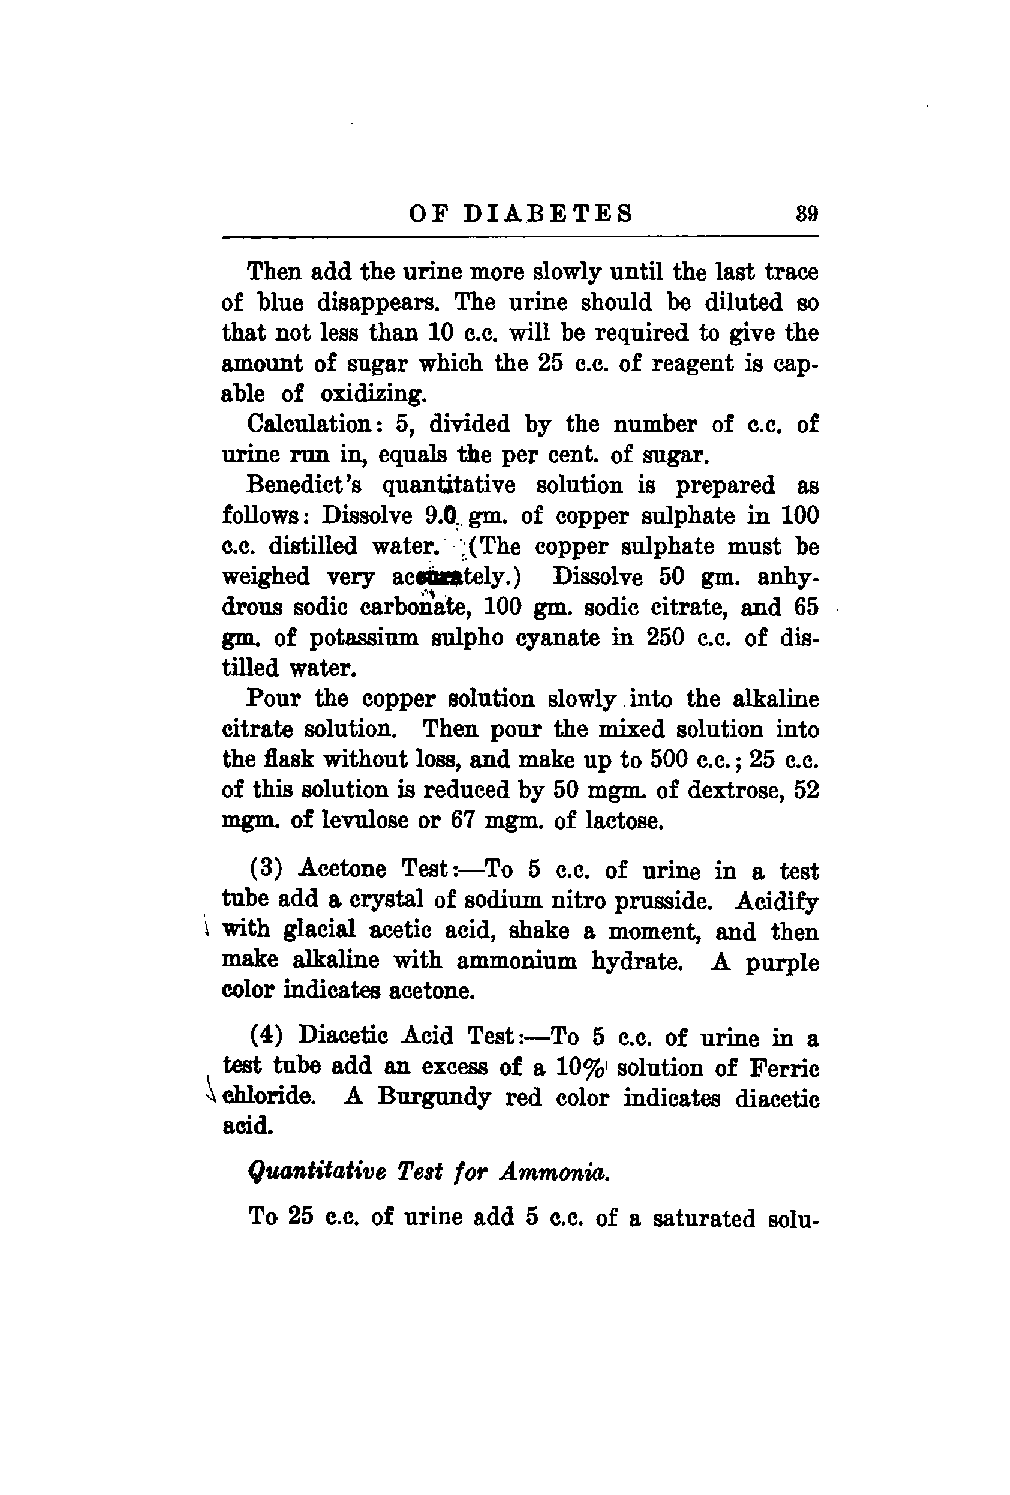 OF DIABETES 39
Then add the urine more slowly until the last trace
of blue disappears. The urine should be diluted so
that not less than 10 c.c. will be required to give the
amount of sugar which the 25 c.c. of reagent is cap-
able of oxidizing.
Calculation: 5, divided by the number of c.c. of
urine run in, equals the per cent. of sugar.
Benedict's quantitative solution is prepared as
follows: Dissolve 9.0 gm. of copper sulphate in 100
c.c. distilled water. (The copper sulphate must be
weighed very accurately.) Dissolve 50 gm. anhy-
drous sodic carbonate, 100 gm. sodic citrate, and 65
gm. of potassium sulpho cyanate in 250 c.c. of dis-
tilled water.
Pour the copper solution slowly into the alkaline
citrate solution. Then pour the mixed solution into
the flask without loss, and make up to 500 c.c.; 25 c.c.
of this solution is reduced by 50 mgm. of dextrose, 52
mgm. of levulose or 67 mgm. of lactose.
(3) Acetone Test:—To 5 c.c. of urine in a test
tube add a crystal of sodium nitro prusside. Acidify
with glacial acetic acid, shake a moment, and then
make alkaline with ammonium hydrate. A purple
color indicates acetone.
(4) Diacetic Acid Test:—To 5 c.c. of urine in a
test tube add an excess of a 10% solution of Ferric
chloride. A Burgundy red color indicates diacetic
acid.
Quantitative Test for Ammonia.
To 25 c.c. of urine add 5 c.c. of a saturated solu-